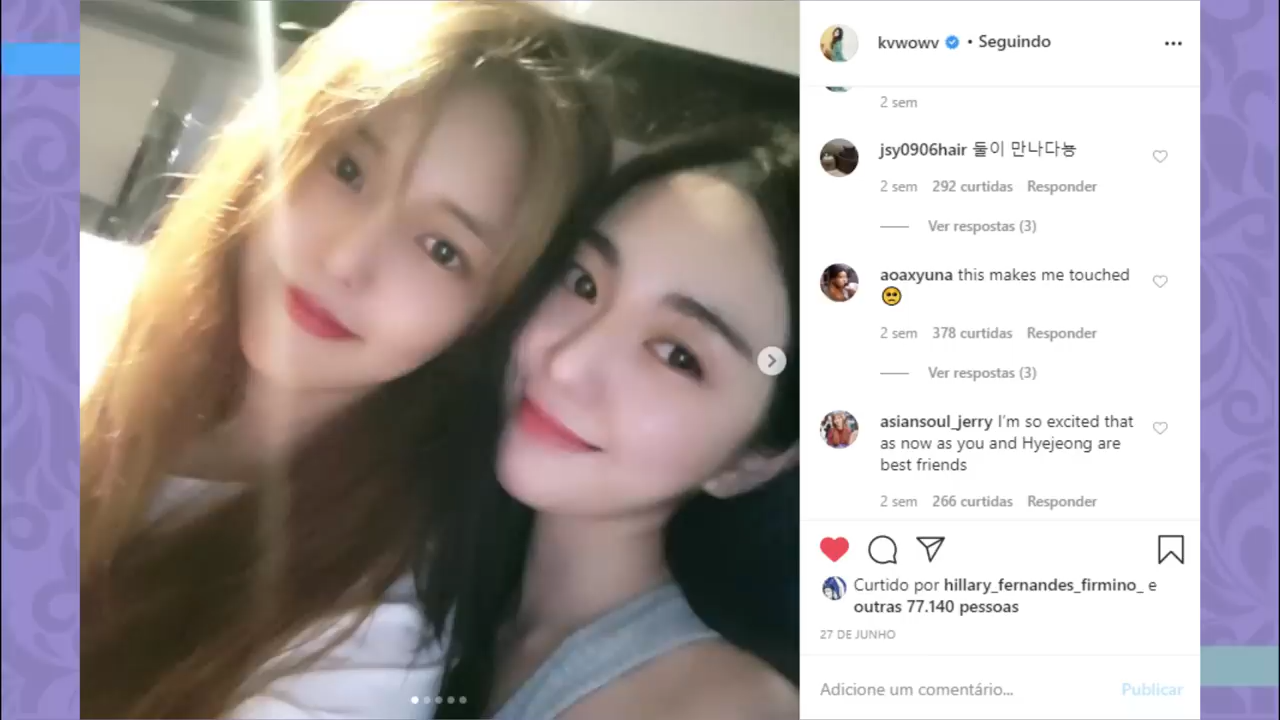 kvwowv • Seguindo
2 sem
jsy0906hair 둘이 만나다뇽
2 sem 292 curtidas Responder
Ver respostas (3)
aoaxyuna this makes me touched
🥺
2 sem 378 curtidas Responder
Ver respostas (3)
asiansoul_jerry I'm so excited that
as now as you and Hyejeong are
best friends
2 sem 266 curtidas Responder
Curtido por hillary_fernandes_firmino_ e
outras 77.140 pessoas
27 DE JUNHO
Adicione um comentário... Publicar